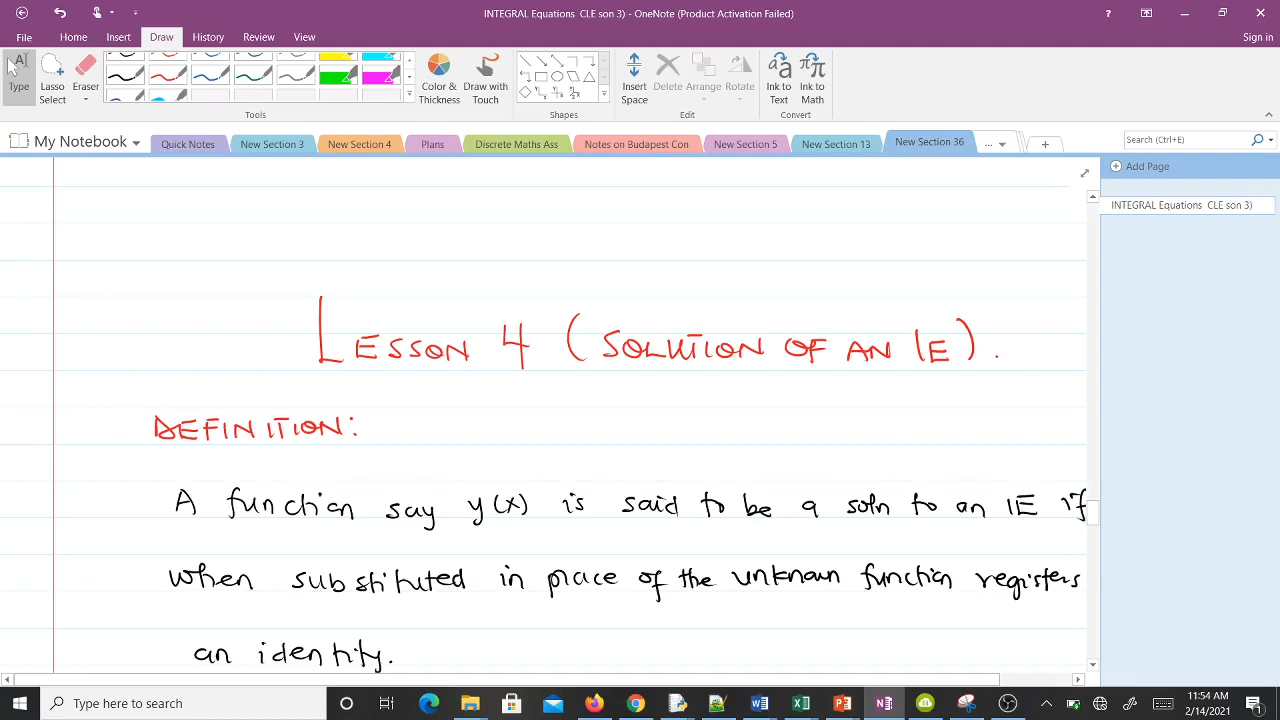 INTEGRAL Equations CLE son 3) - OneNote (Product Activation Failed)
?
File Home Insert Draw History Review View
Sign in
Type
Lasso Select
Eraser
Color & Thickness
Draw with Touch
Insert Space
Delete
Arrange
Rotate
Ink to Text
Ink to Math
Tools
Shapes
Edit
Convert
My Notebook
Quick Notes
New Section 3
New Section 4
Plans
Discrete Maths Ass
Notes on Budapest Con
New Section 5
New Section 13
New Section 36
...
Search (Ctrl+E)
Add Page
INTEGRAL Equations CLE son 3)
LESSON 4 (SOLUTION OF AN IE).
DEFINITION:
A function say y(x) is said to be a soln to an IE if
when substituted in place of the unknown function registers
an identity.
Type here to search
11:54 AM
2/14/2021